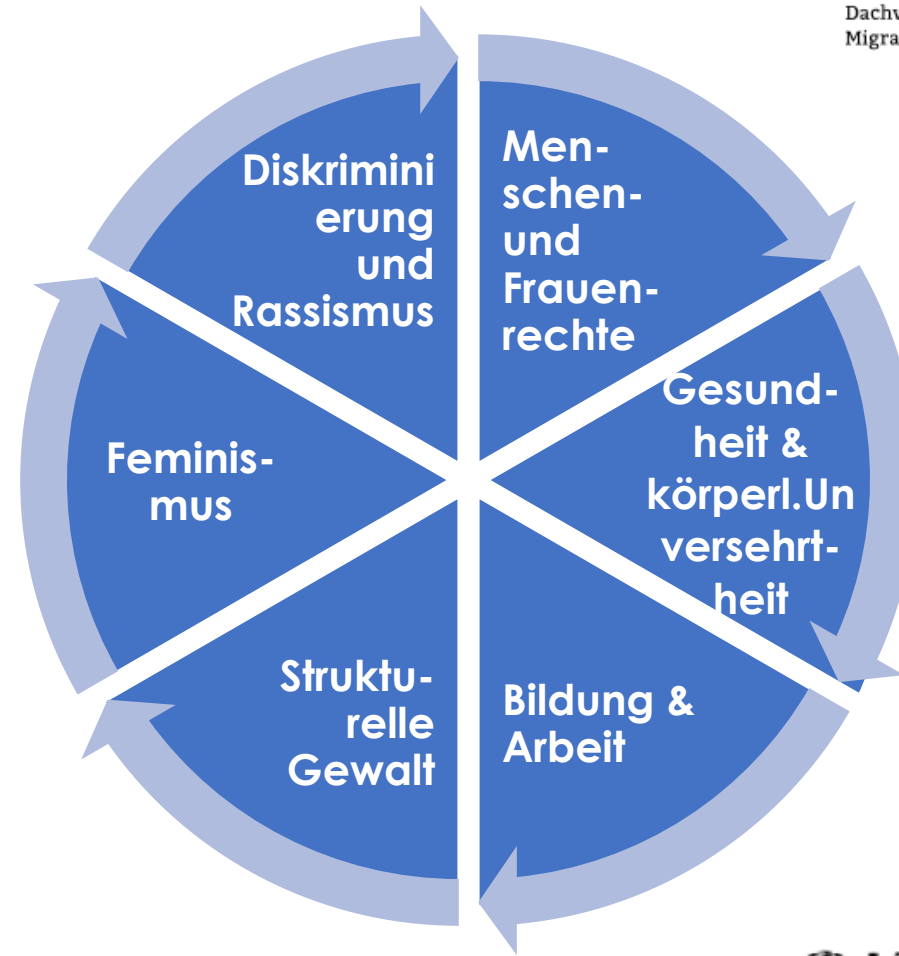 Dachv
Migra
Diskrimini
erung
und
Rassismus
Men-
schen-
und
Frauen-
rechte
Gesund-
heit &
körperl.Un
versehrt-
heit
Bildung &
Arbeit
Struktu-
relle
Gewalt
Feminis-
mus